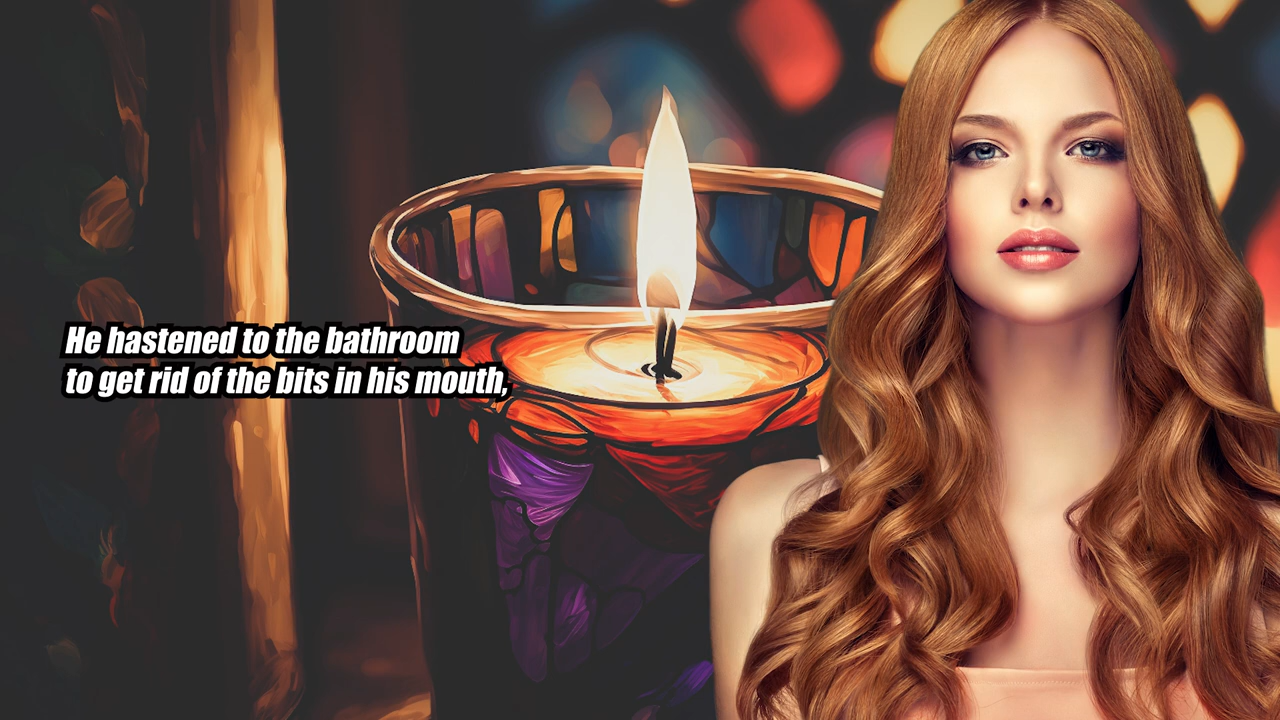 He hastened to the bathroom
to get rid of the bits in his mouth,